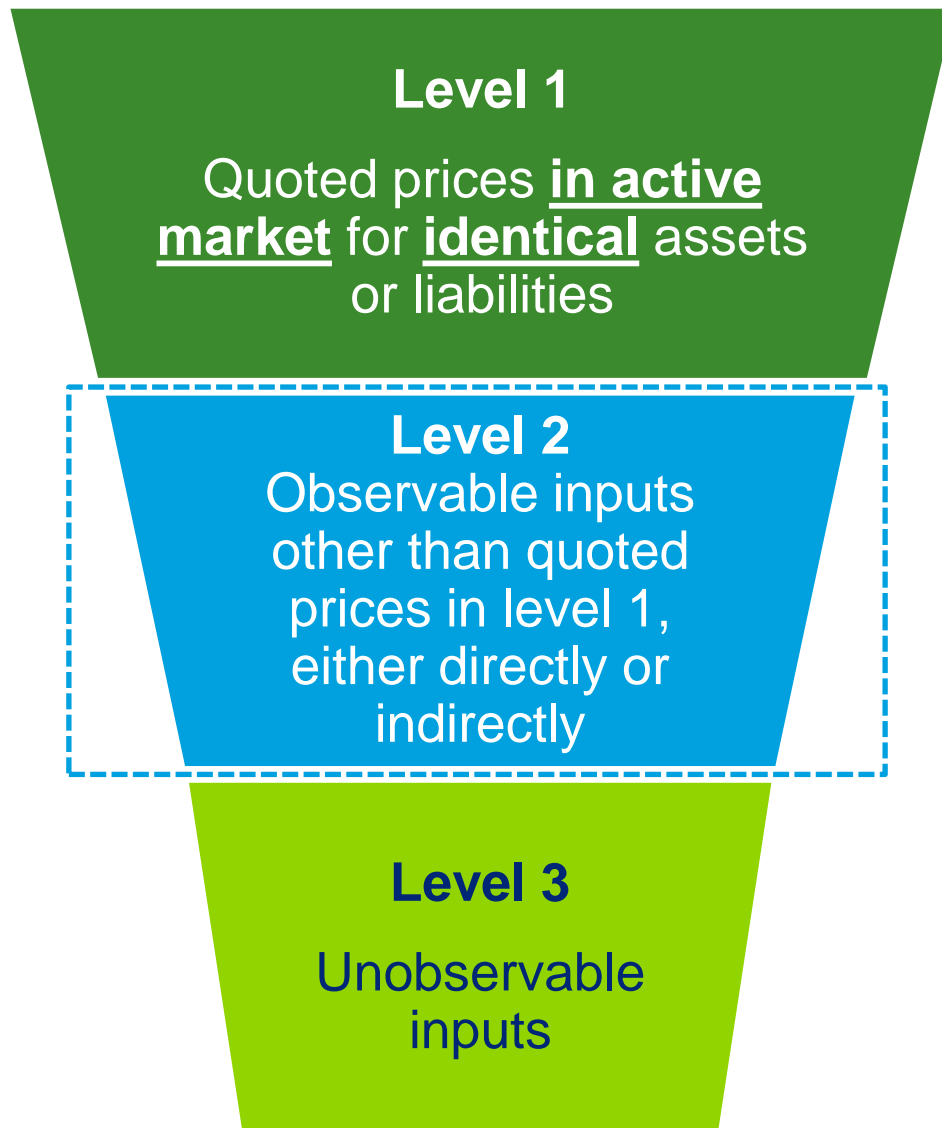 Level 1
Quoted prices in active
market for identical assets
or liabilities
Level 2
Observable inputs
other than quoted
prices in level 1,
either directly or
indirectly
Level 3
Unobservable
inputs